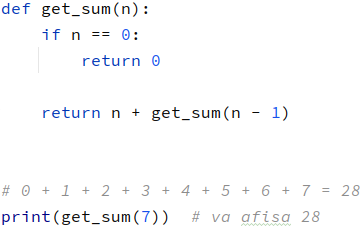 def get_sum(n):
    if n == 0:
        return 0

    return n + get_sum(n - 1)


# 0 + 1 + 2 + 3 + 4 + 5 + 6 + 7 = 28
print(get_sum(7))  # va afisa 28